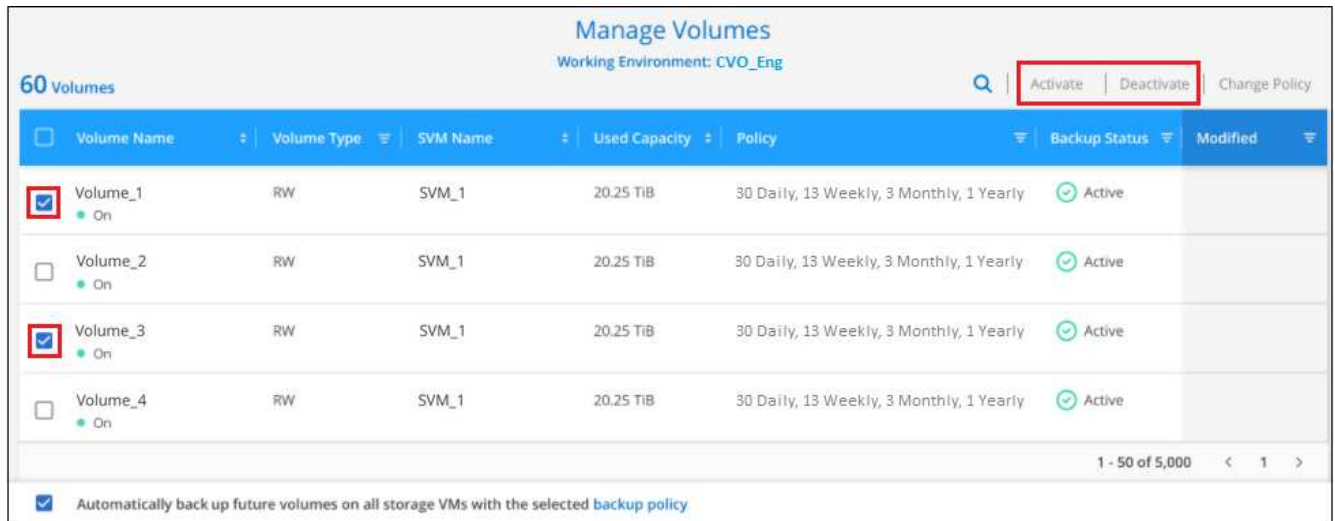 Manage Volumes
Working Environment: CVO_Eng
60 Volumes
Activate | Deactivate | Change Policy
Volume Name | Volume Type | SVM Name | Used Capacity | Policy | Backup Status | Modified
Volume_1 RW SVM_1 20.25 TiB 30 Daily, 13 Weekly, 3 Monthly, 1 Yearly Active
On
Volume_2 RW SVM_1 20.25 TiB 30 Daily, 13 Weekly, 3 Monthly, 1 Yearly Active
On
Volume_3 RW SVM_1 20.25 TiB 30 Daily, 13 Weekly, 3 Monthly, 1 Yearly Active
On
Volume_4 RW SVM_1 20.25 TiB 30 Daily, 13 Weekly, 3 Monthly, 1 Yearly Active
On
1 - 50 of 5,000 < 1 >
Automatically back up future volumes on all storage VMs with the selected backup policy